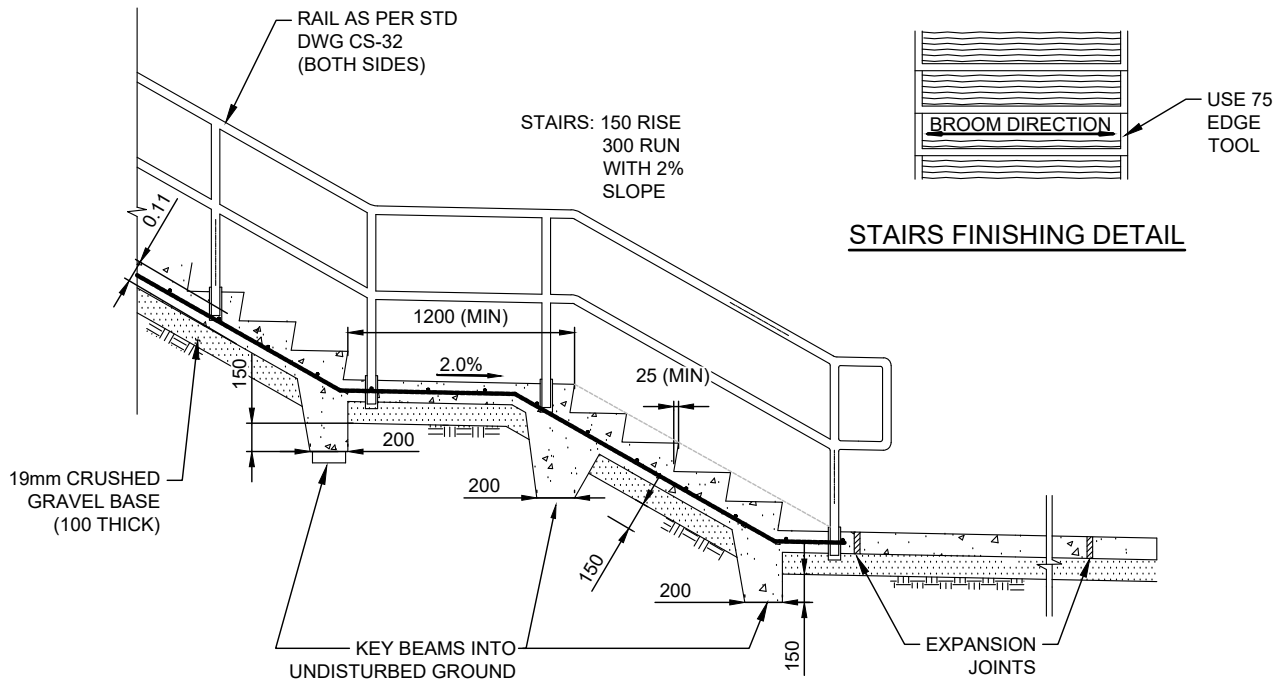 RAIL AS PER STD
DWG CS-32
(BOTH SIDES)
STAIRS: 150 RISE
300 RUN
WITH 2%
SLOPE
BROOM DIRECTION
USE 75
EDGE
TOOL
STAIRS FINISHING DETAIL
0.11
1200 (MIN)
2.0%
25 (MIN)
150
200
19mm CRUSHED
GRAVEL BASE
(100 THICK)
200
150
200
150
KEY BEAMS INTO
UNDISTURBED GROUND
EXPANSION
JOINTS